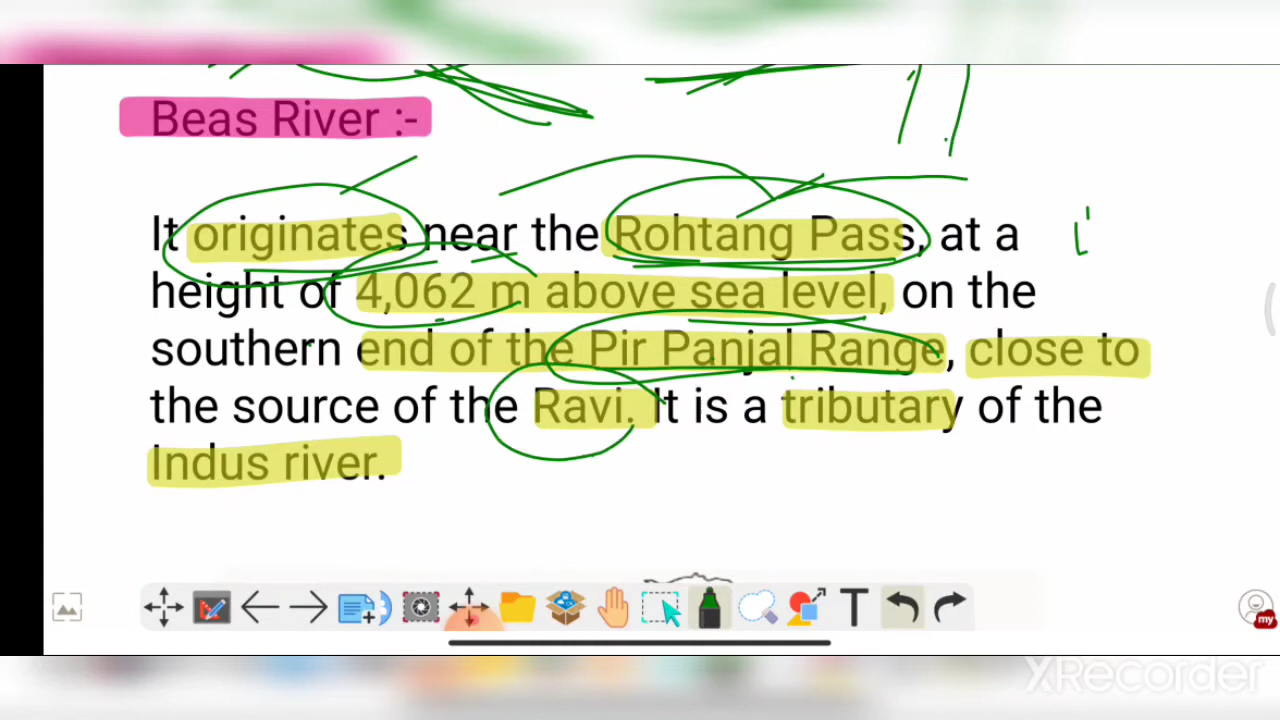 Beas River :-
It originates near the Rohtang Pass, at a
height of 4,062 m above sea level, on the
southern end of the Pir Panjal Range, close to
the source of the Ravi. It is a tributary of the
Indus river.
T
my
XRecorder